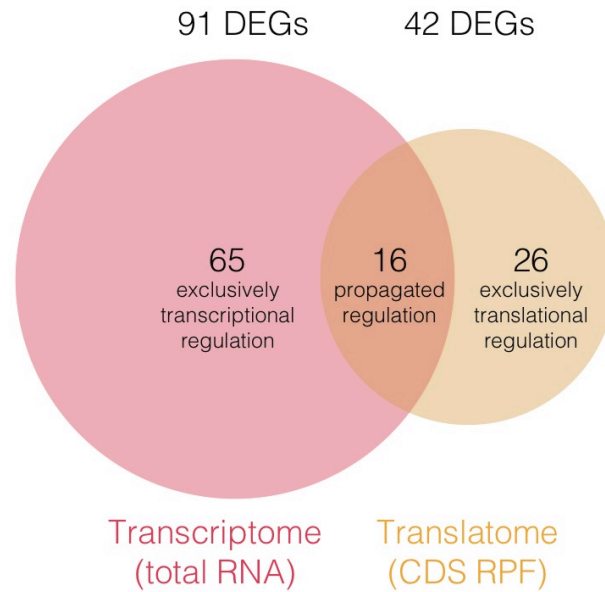 91 DEGs
42 DEGs
65
exclusively
transcriptional
regulation
16
propagated
regulation
26
exclusively
translational
regulation
Transcriptome
(total RNA)
Translatome
(CDS RPF)